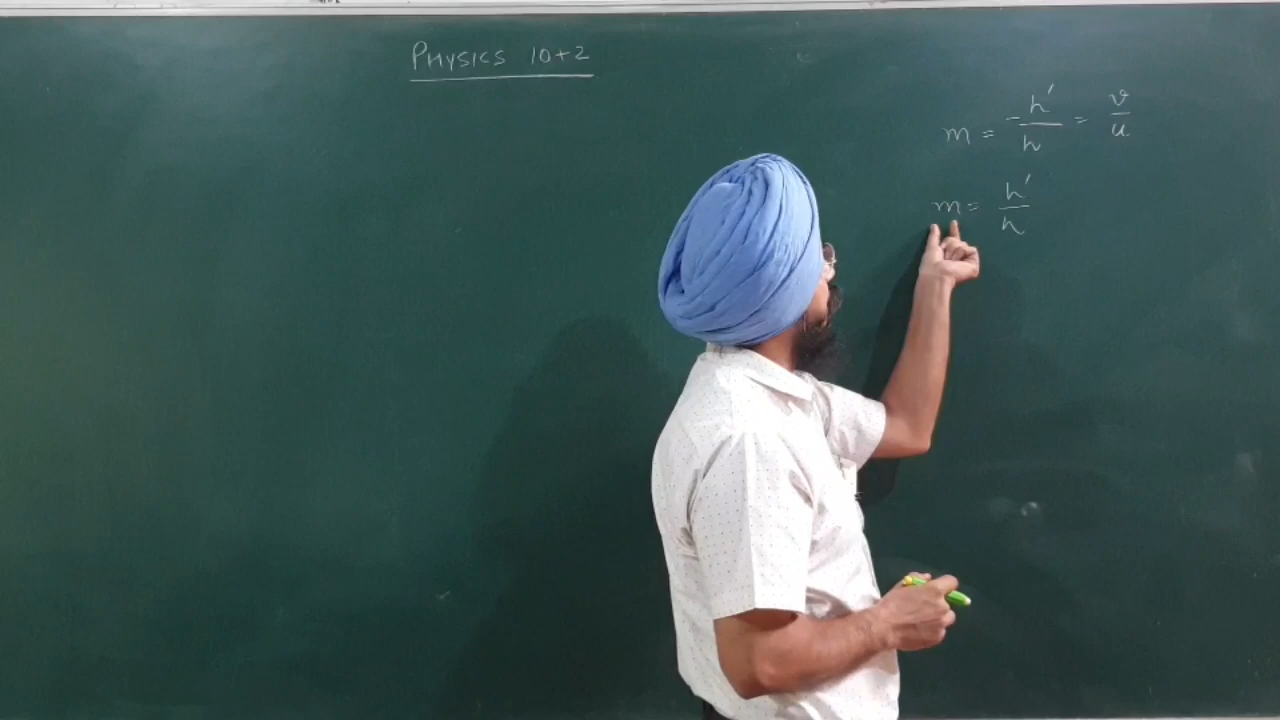 PHYSICS 10+2
m = -h'/h = v/u
m = h'/h